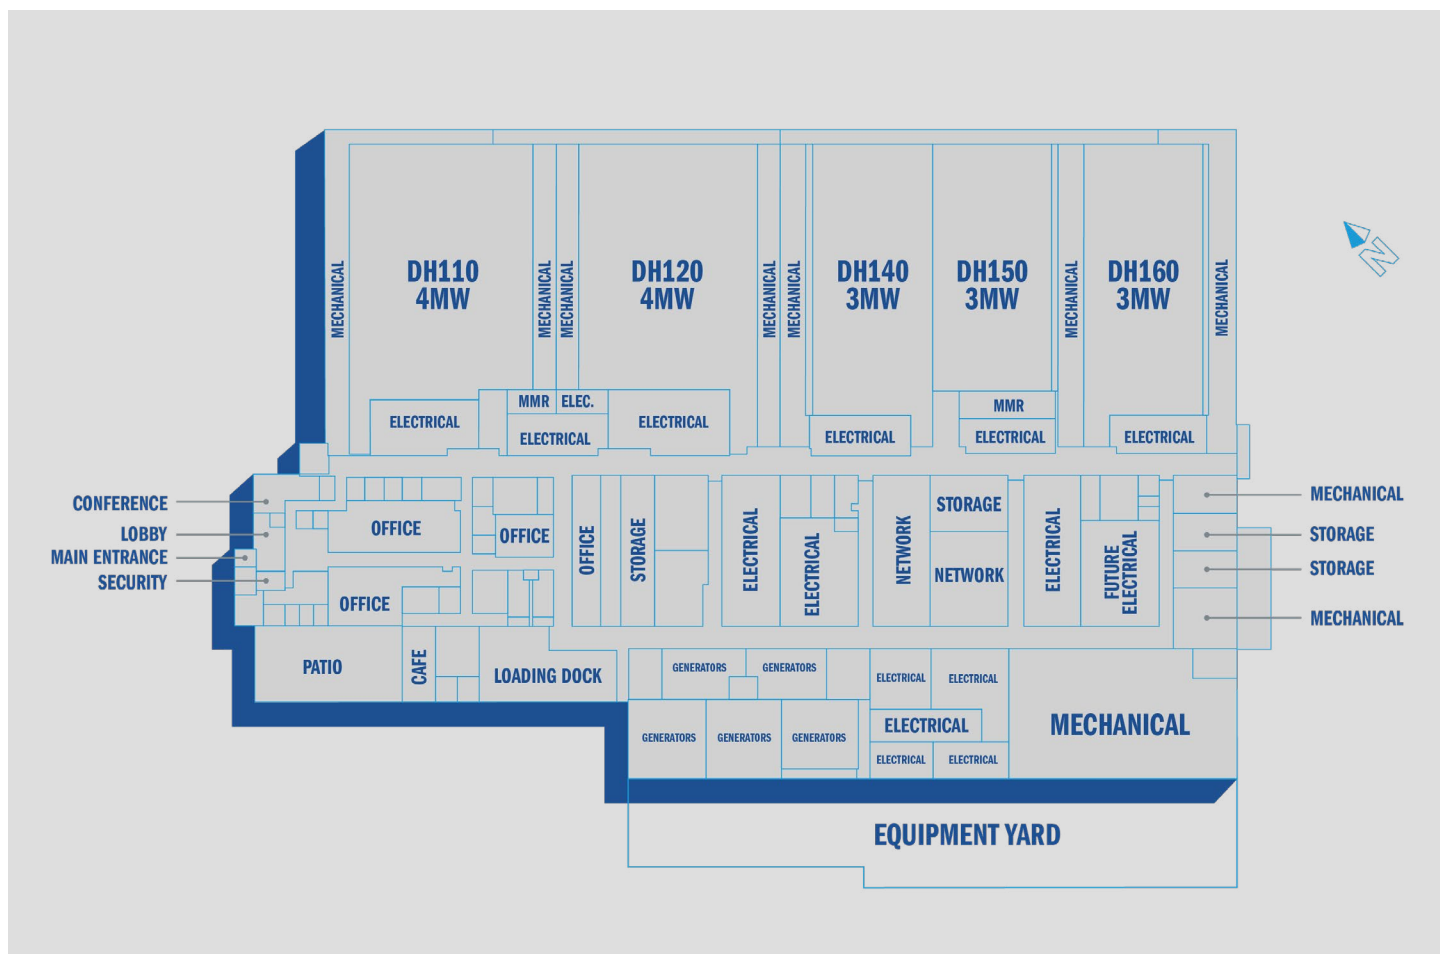 DH110
4MW
DH120
4MW
DH140
3MW
DH150
3MW
DH160
3MW
MECHANICAL
MECHANICAL
MECHANICAL
MECHANICAL
MECHANICAL
MECHANICAL
MECHANICAL
N
MMR
ELEC.
MMR
ELECTRICAL
ELECTRICAL
ELECTRICAL
ELECTRICAL
ELECTRICAL
ELECTRICAL
CONFERENCE
LOBBY
MAIN ENTRANCE
SECURITY
OFFICE
OFFICE
OFFICE
OFFICE
STORAGE
ELECTRICAL
ELECTRICAL
NETWORK
STORAGE
NETWORK
ELECTRICAL
FUTURE
ELECTRICAL
MECHANICAL
STORAGE
STORAGE
MECHANICAL
PATIO
CAFE
LOADING DOCK
GENERATORS
GENERATORS
GENERATORS
GENERATORS
GENERATORS
ELECTRICAL
ELECTRICAL
ELECTRICAL
ELECTRICAL
ELECTRICAL
MECHANICAL
EQUIPMENT YARD